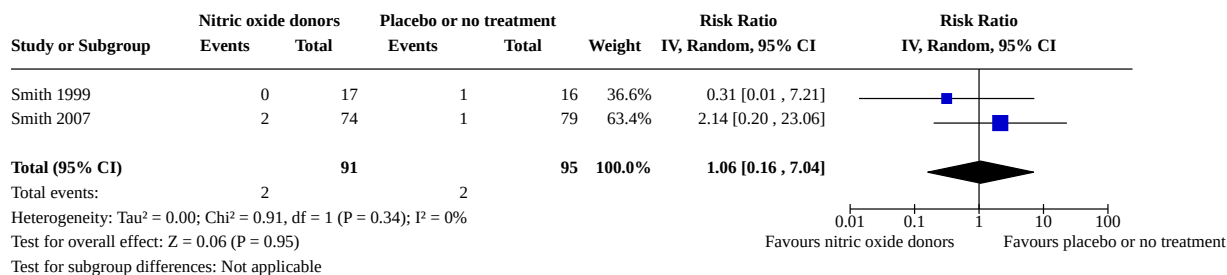 Nitric oxide donors Placebo or no treatment Risk Ratio Risk Ratio
Study or Subgroup Events Total Events Total Weight IV, Random, 95% CI IV, Random, 95% CI
Smith 1999 0 17 1 16 36.6% 0.31 [0.01 , 7.21]
Smith 2007 2 74 1 79 63.4% 2.14 [0.20 , 23.06]
Total (95% CI) 91 95 100.0% 1.06 [0.16 , 7.04]
Total events: 2 2
Heterogeneity: Tau² = 0.00; Chi² = 0.91, df = 1 (P = 0.34); I² = 0%
0.01 0.1 1 10 100
Test for overall effect: Z = 0.06 (P = 0.95) Favours nitric oxide donors Favours placebo or no treatment
Test for subgroup differences: Not applicable